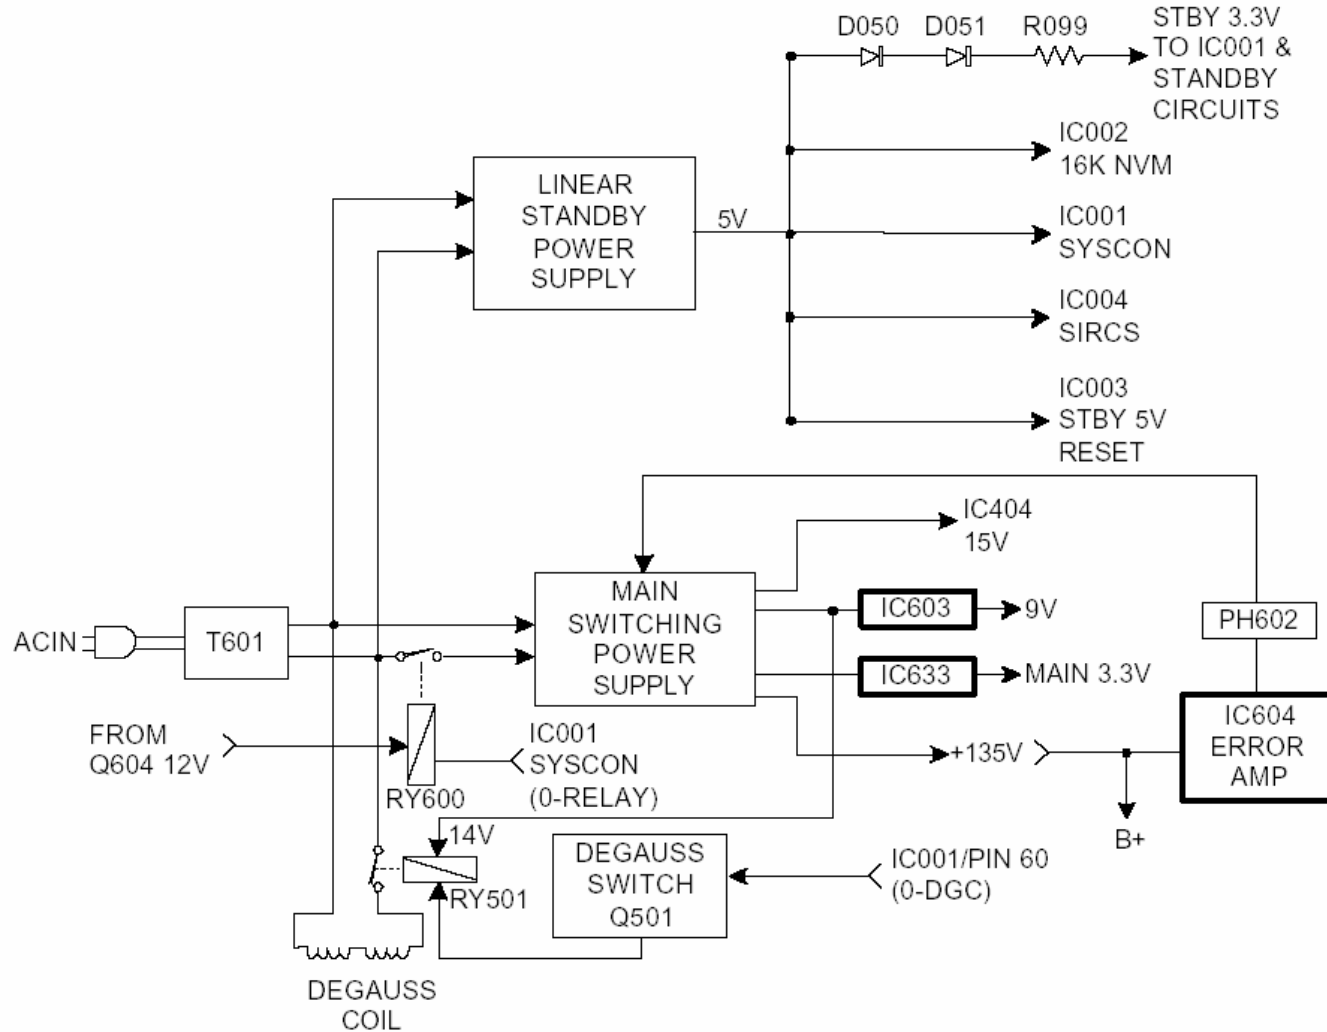 D050
D051
R099
STBY 3.3V
TO IC001 &
STANDBY
CIRCUITS
IC002
16K NVM
LINEAR
STANDBY
POWER
SUPPLY
5V
IC001
SYSCON
IC004
SIRCS
IC003
STBY 5V
RESET
IC404
15V
MAIN
SWITCHING
POWER
SUPPLY
IC603
9V
PH602
ACIN
T601
IC633
MAIN 3.3V
IC604
ERROR
AMP
FROM
Q604 12V
IC001
SYSCON
(0-RELAY)
RY600
+135V
B+
14V
RY501
DEGAUSS
SWITCH
Q501
IC001/PIN 60
(0-DGC)
DEGAUSS
COIL